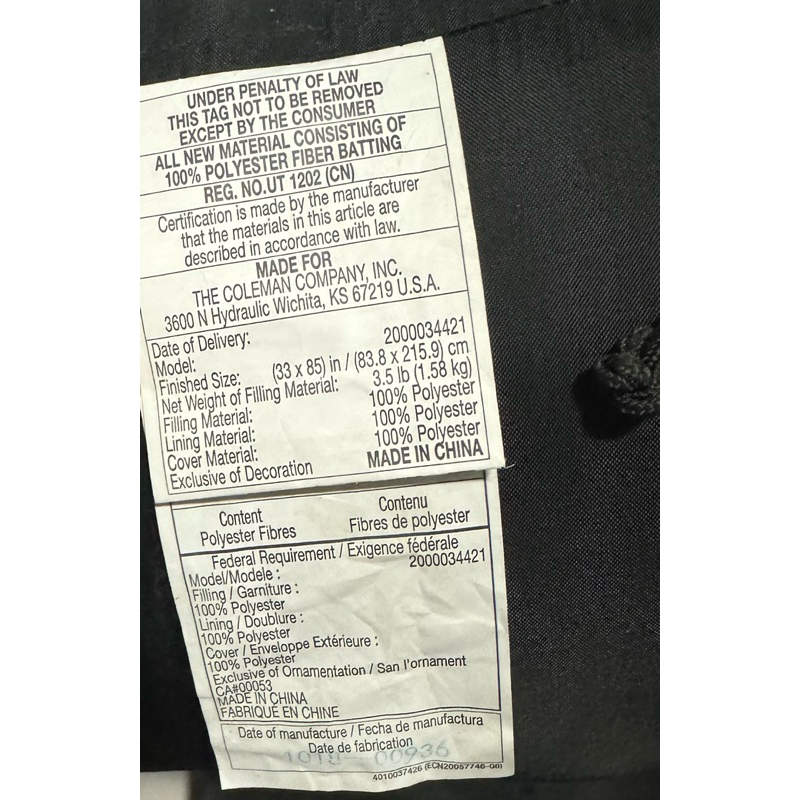 UNDER PENALTY OF LAW
THIS TAG NOT TO BE REMOVED
EXCEPT BY THE CONSUMER
ALL NEW MATERIAL CONSISTING OF
100% POLYESTER FIBER BATTING
REG. NO.UT 1202 (CN)
Certification is made by the manufacturer
that the materials in this article are
described in accordance with law.
MADE FOR
THE COLEMAN COMPANY, INC.
3600 N Hydraulic Wichita, KS 67219 U.S.A.
Date of Delivery:
Model: 2000034421
Finished Size: (33 x 85) in / (83.8 x 215.9) cm
Net Weight of Filling Material: 3.5 lb (1.58 kg)
Filling Material: 100% Polyester
Lining Material: 100% Polyester
Cover Material: 100% Polyester
Exclusive of Decoration MADE IN CHINA
Content Contenu
Polyester Fibres Fibres de polyester
Federal Requirement / Exigence fédérale
Model/Modele : 2000034421
Filling / Garniture :
100% Polyester
Lining / Doublure :
100% Polyester
Cover / Enveloppe Extérieure :
100% Polyester
Exclusive of Ornamentation / San l'ornament
CA#00053
MADE IN CHINA
FABRIQUÉ EN CHINE
Date of manufacture / Fecha de manufactura
Date de fabrication
00936
4010037426 (ECN20057746-00)